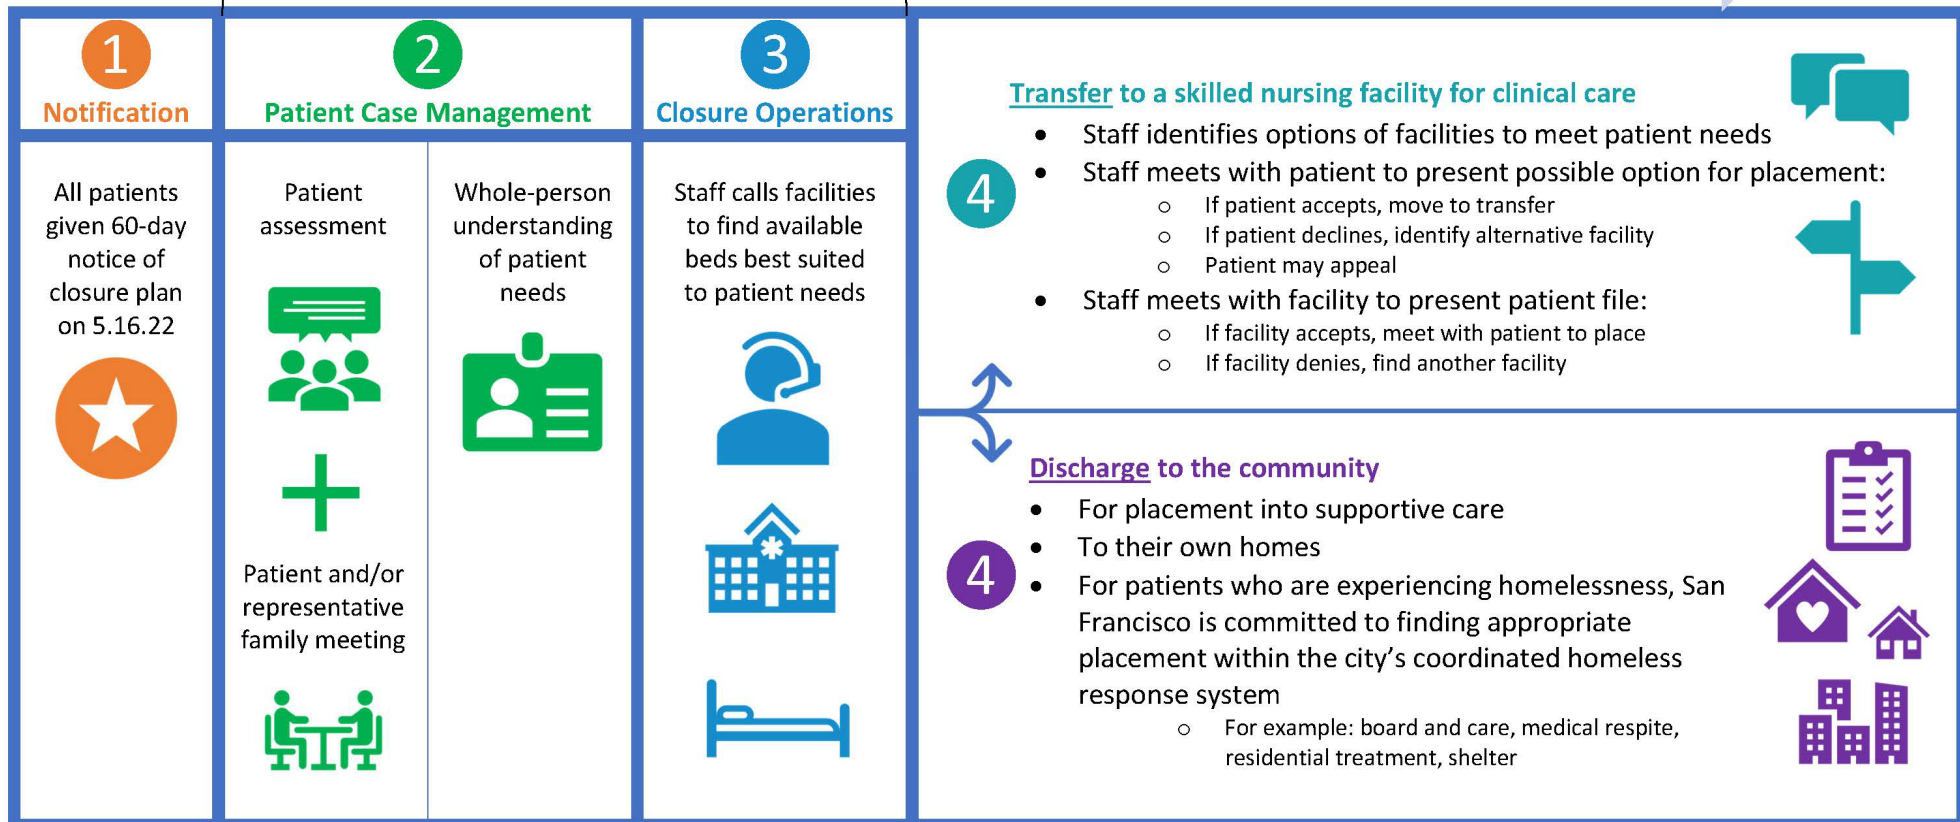 1
Notification
All patients
given 60-day
notice of
closure plan
on 5.16.22
2
Patient Case Management
Patient
assessment
Patient and/or
representative
family meeting
Whole-person
understanding
of patient
needs
3
Closure Operations
Staff calls facilities
to find available
beds best suited
to patient needs
4
Transfer to a skilled nursing facility for clinical care
• Staff identifies options of facilities to meet patient needs
• Staff meets with patient to present possible option for placement:
o If patient accepts, move to transfer
o If patient declines, identify alternative facility
o Patient may appeal
• Staff meets with facility to present patient file:
o If facility accepts, meet with patient to place
o If facility denies, find another facility
4
Discharge to the community
• For placement into supportive care
• To their own homes
• For patients who are experiencing homelessness, San
Francisco is committed to finding appropriate
placement within the city’s coordinated homeless
response system
o For example: board and care, medical respite,
residential treatment, shelter